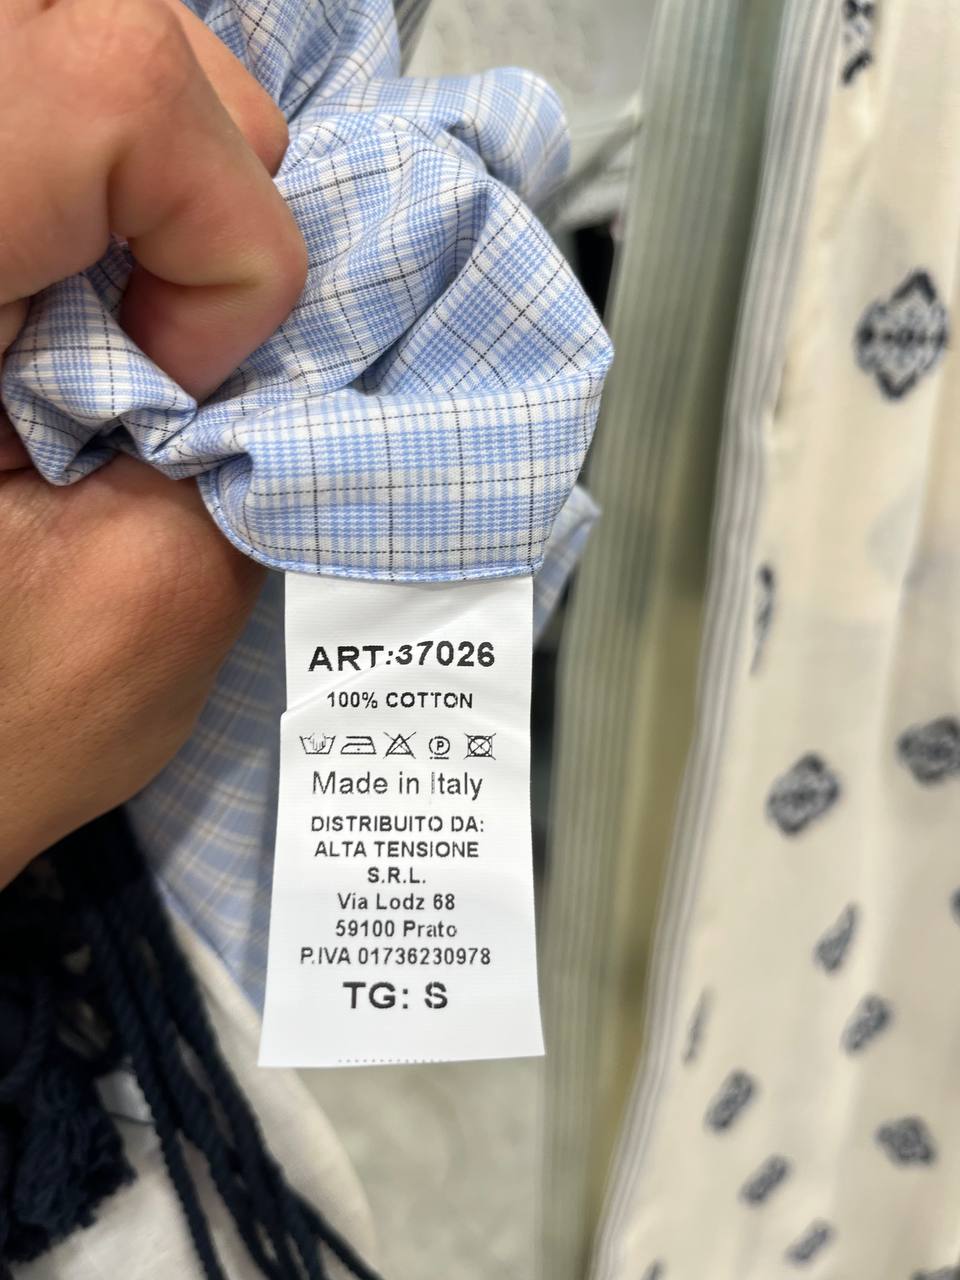 ART:37026
100% COTTON
P
Made in Italy
DISTRIBUITO DA:
ALTA TENSIONE
S.R.L.
Via Lodz 68
59100 Prato
P.IVA 01736230978
TG: S